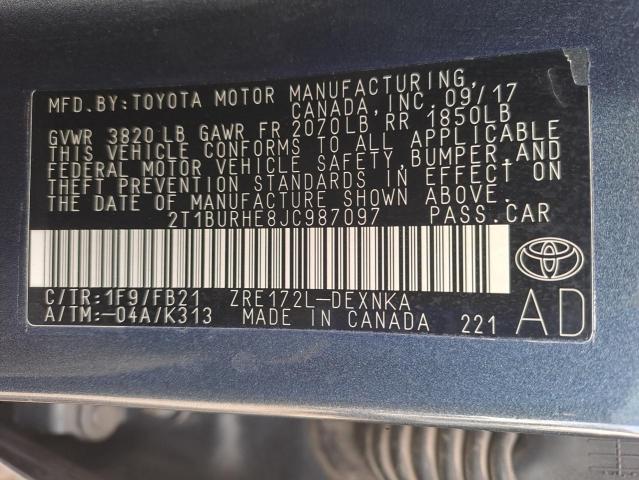 MFD.BY:TOYOTA MOTOR MANUFACTURING,
CANADA,INC.09/17
GVWR 3820 LB GAWR FR 2070LB RR 1850LB
THIS VEHICLE CONFORMS TO ALL APPLICABLE
FEDERAL MOTOR VEHICLE SAFETY,BUMPER,AND
THEFT PREVENTION STANDARDS IN EFFECT ON
THE DATE OF MANUFACTURE SHOWN ABOVE.
2T1BURHE8JC987097 PASS.CAR
C/TR:1F9/FB21 ZRE172L-DEXNKA
A/TM:-04A/K313 MADE IN CANADA 221
AD